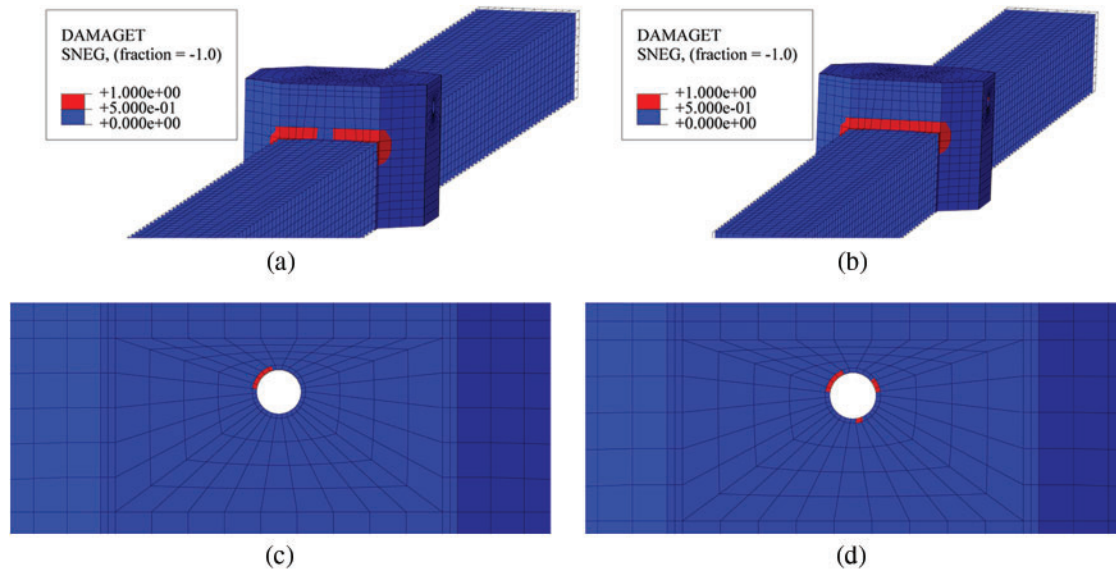 DAMAGET
SNEG, (fraction = -1.0)
+1.000e+00
+5.000e-01
+0.000e+00
DAMAGET
SNEG, (fraction = -1.0)
+1.000e+00
+5.000e-01
+0.000e+00
(a)
(b)
(c)
(d)